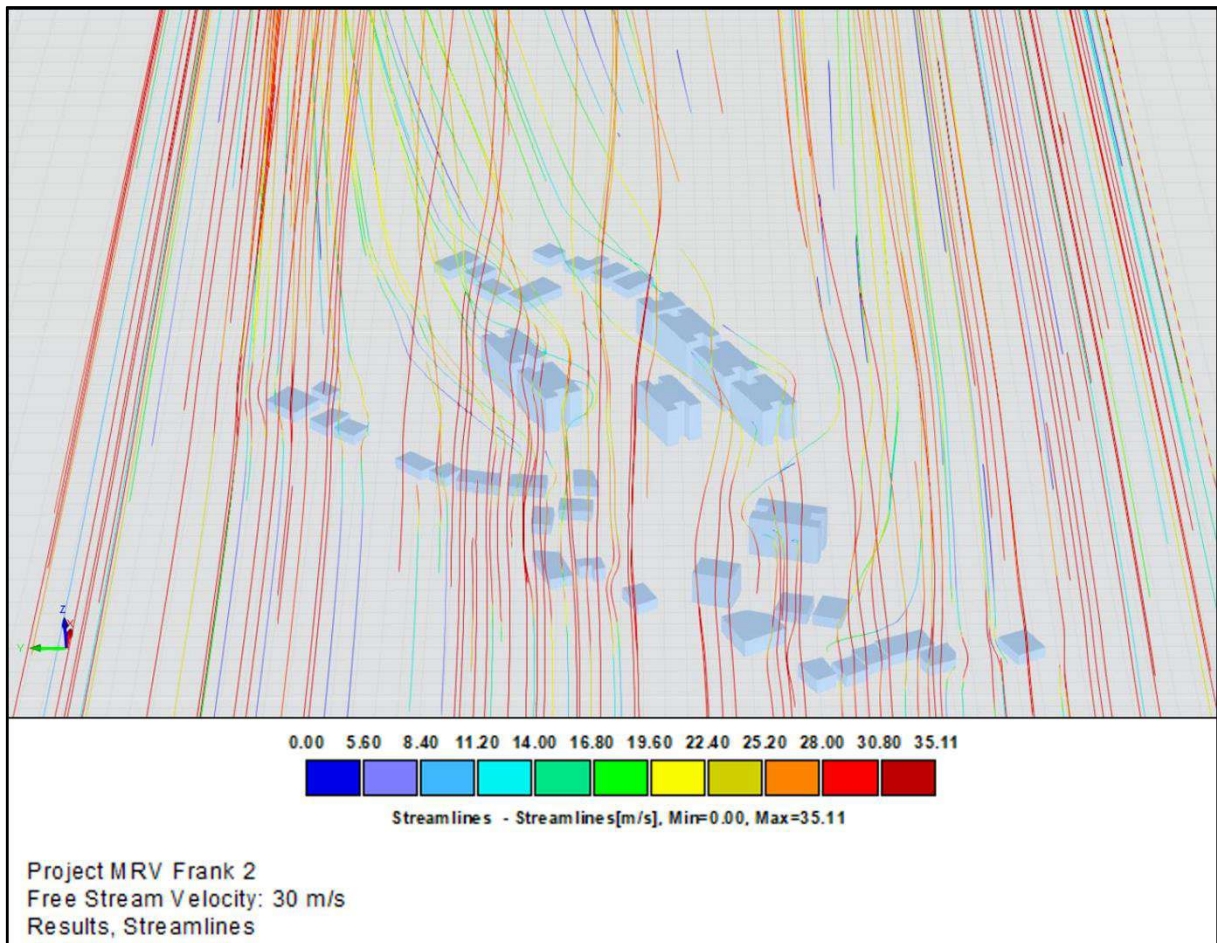 Z
X
Y
0.00 5.60 8.40 11.20 14.00 16.80 19.60 22.40 25.20 28.00 30.80 35.11
Streamlines - Streamlines[m/s], Min=0.00, Max=35.11
Project MRV Frank 2
Free Stream Velocity: 30 m/s
Results, Streamlines